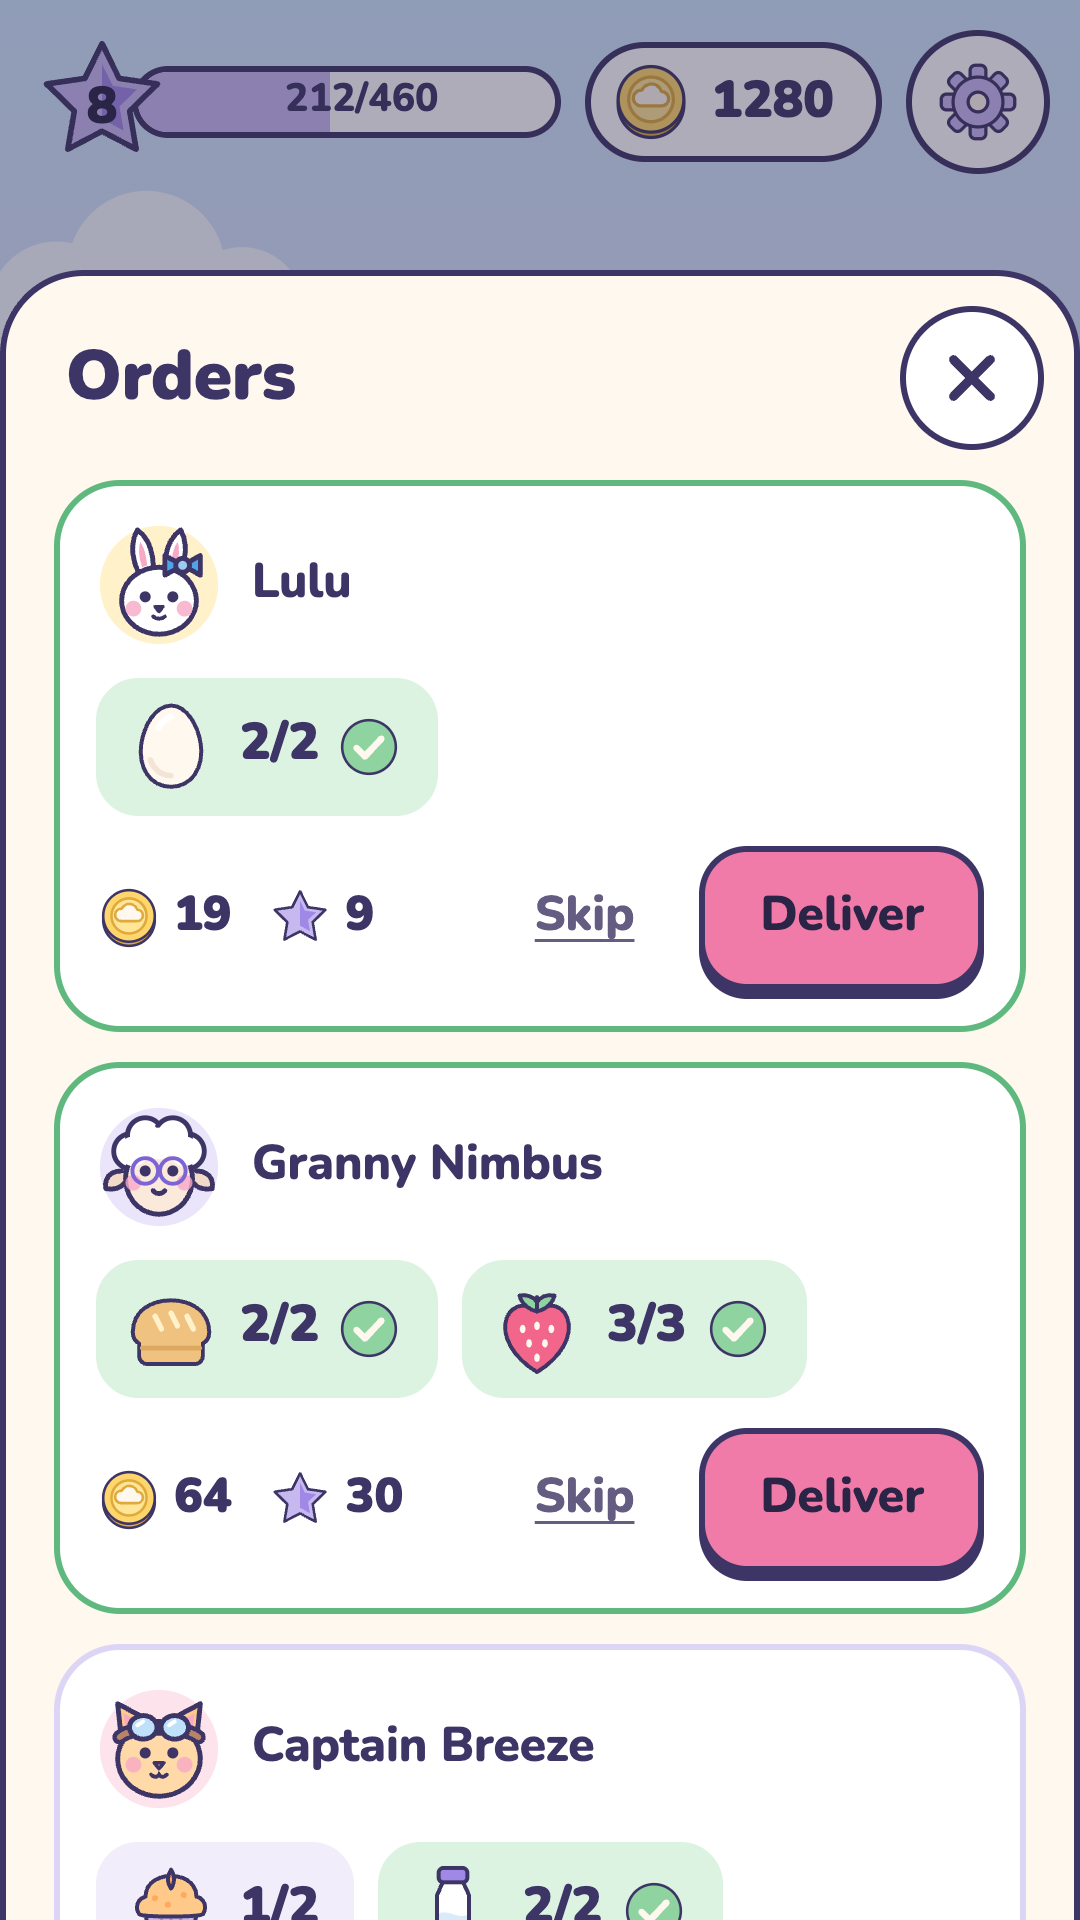 8
212/460
1280
Orders
Lulu
2/2
19
9
Skip
Deliver
Granny Nimbus
2/2
3/3
64
30
Skip
Deliver
Captain Breeze
1/2
2/2